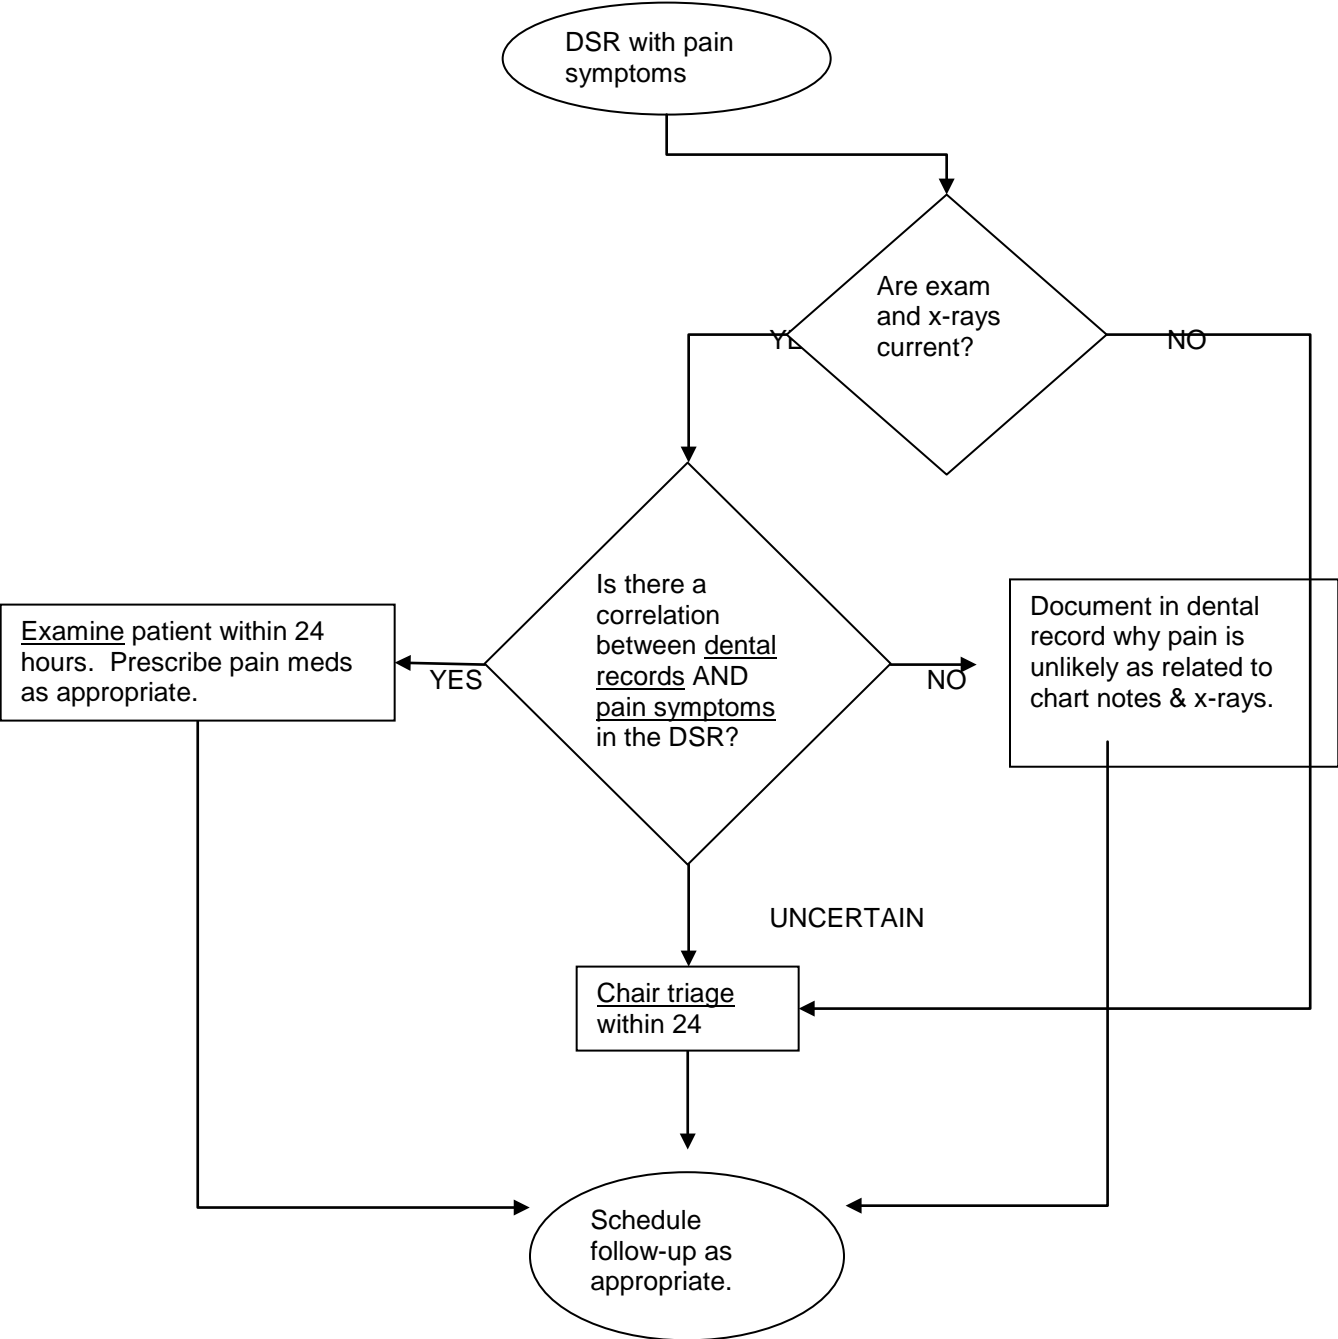 DSR with pain
symptoms
Are exam
and x-rays
current?
NO
Is there a
correlation
between dental
records AND
pain symptoms
in the DSR?
Examine patient within 24
hours.  Prescribe pain meds
as appropriate.
YES
NO
Document in dental
record why pain is
unlikely as related to
chart notes & x-rays.
UNCERTAIN
Chair triage
within 24
Schedule
follow-up as
appropriate.